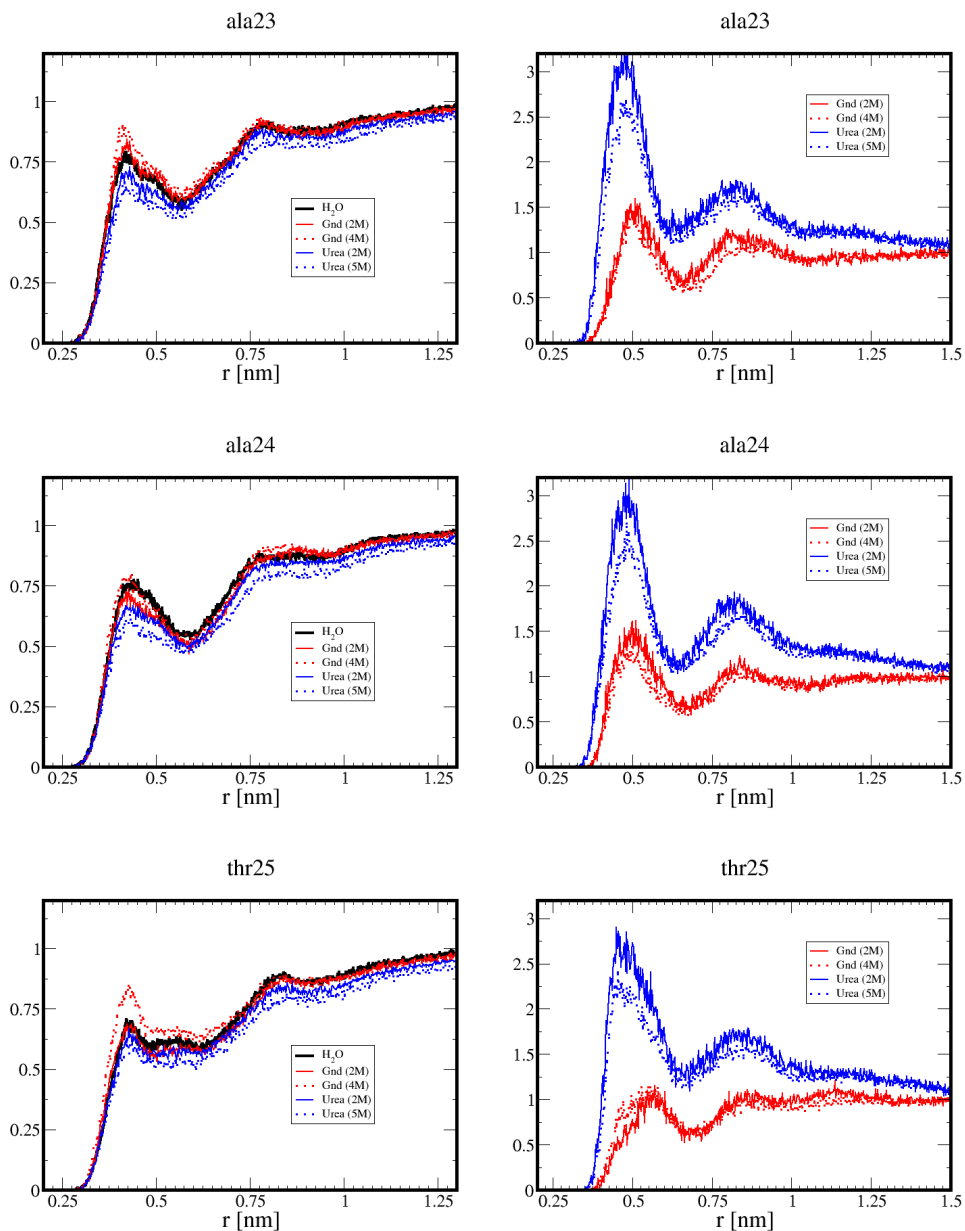 ala23
1
0.75
0.5
0.25
0
0.25 0.5 0.75 1 1.25
r [nm]
H2O
Gnd (2M)
Gnd (4M)
Urea (2M)
Urea (5M)
ala23
3
2.5
2
1.5
1
0.5
0
0.25 0.5 0.75 1 1.25 1.5
r [nm]
Gnd (2M)
Gnd (4M)
Urea (2M)
Urea (5M)
ala24
1
0.75
0.5
0.25
0
0.25 0.5 0.75 1 1.25
r [nm]
H2O
Gnd (2M)
Gnd (4M)
Urea (2M)
Urea (5M)
ala24
3
2.5
2
1.5
1
0.5
0
0.25 0.5 0.75 1 1.25 1.5
r [nm]
Gnd (2M)
Gnd (4M)
Urea (2M)
Urea (5M)
thr25
1
0.75
0.5
0.25
0
0.25 0.5 0.75 1 1.25
r [nm]
H2O
Gnd (2M)
Gnd (4M)
Urea (2M)
Urea (5M)
thr25
3
2.5
2
1.5
1
0.5
0
0.25 0.5 0.75 1 1.25 1.5
r [nm]
Gnd (2M)
Gnd (4M)
Urea (2M)
Urea (5M)